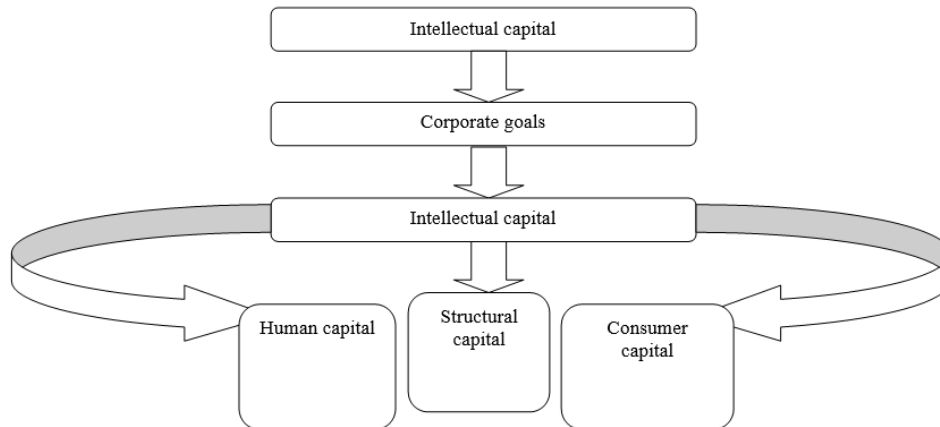 Intellectual capital
Corporate goals
Intellectual capital
Human capital
Structural
capital
Consumer
capital